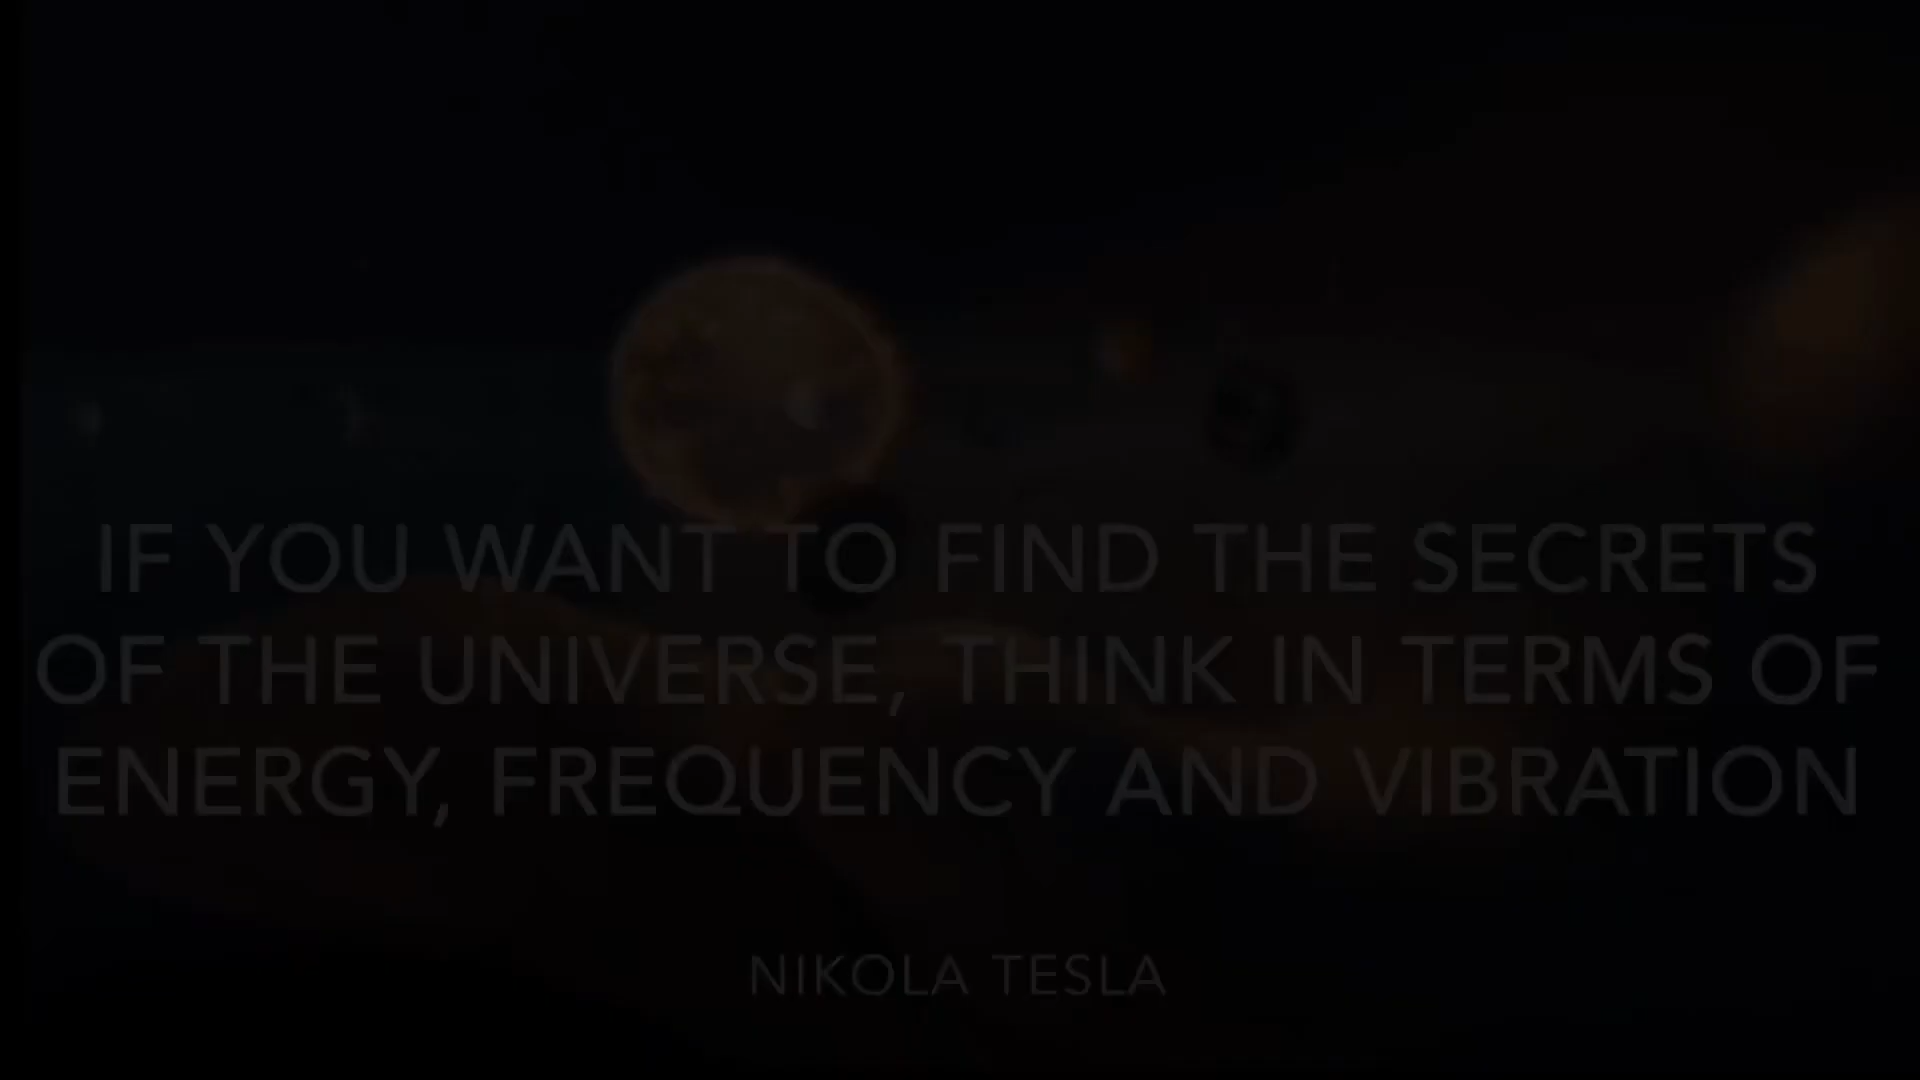 IF YOU WANT TO FIND THE SECRETS
OF THE UNIVERSE, THINK IN TERMS OF
ENERGY, FREQUENCY AND VIBRATION
NIKOLA TESLA